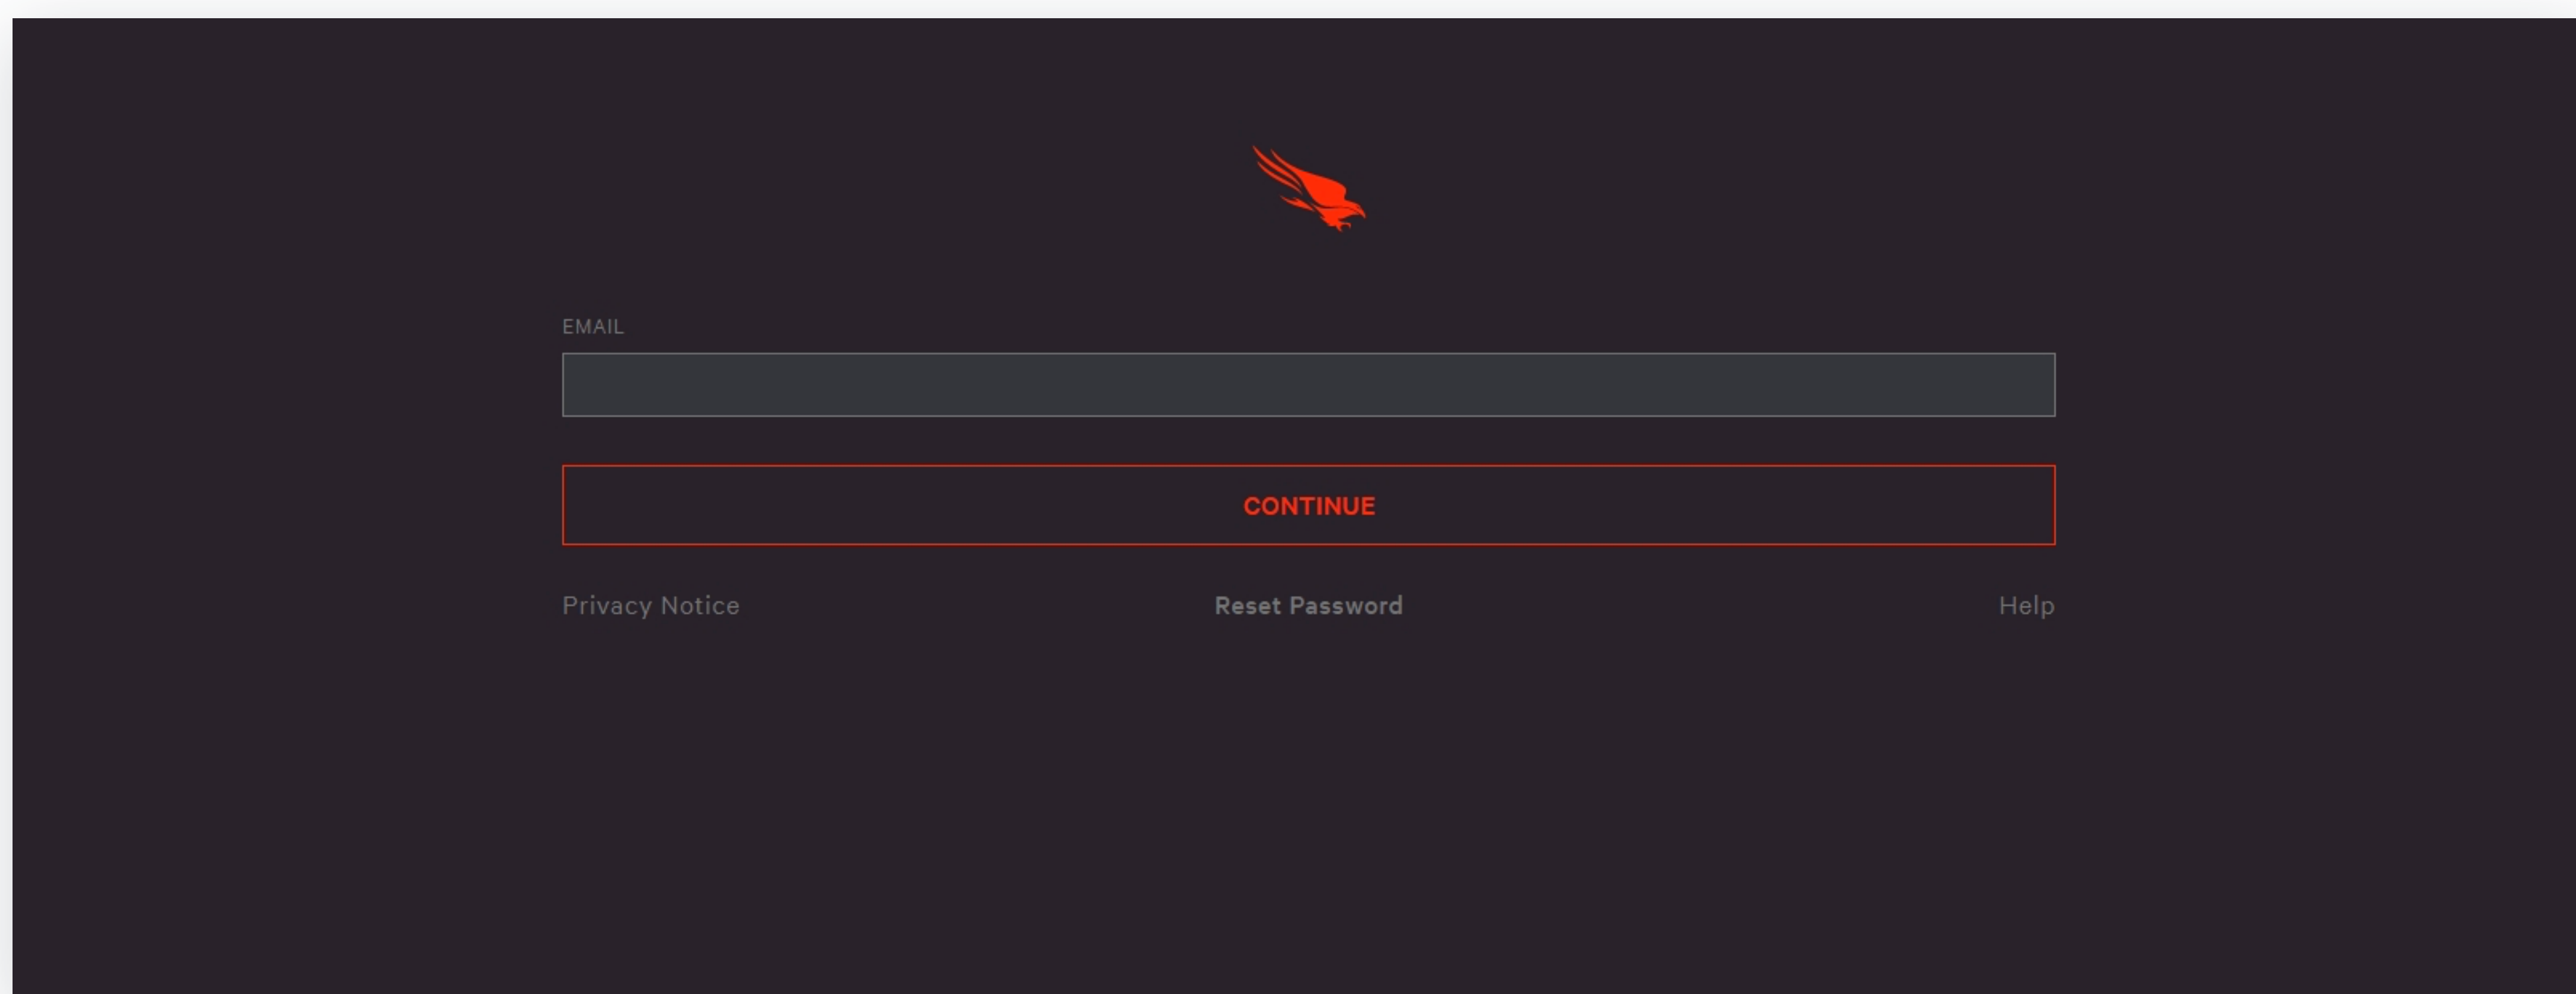 EMAIL
CONTINUE
Privacy Notice
Reset Password
Help